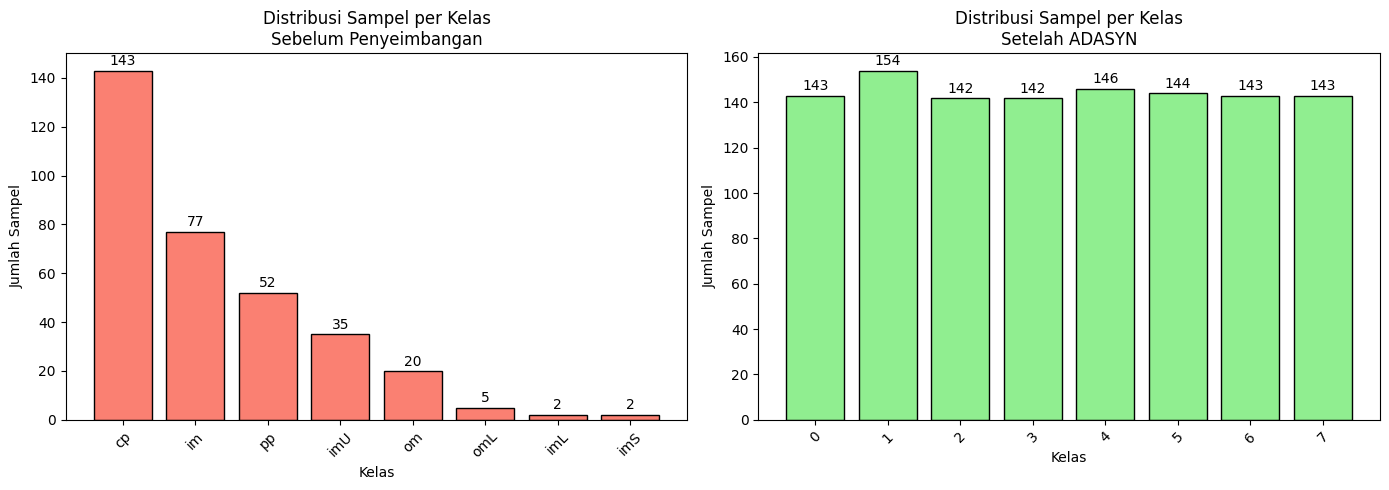 Distribusi Sampel per Kelas
Sebelum Penyeimbangan
Jumlah Sampel
140
120
100
80
60
40
20
0
143
77
52
35
20
5
2
2
cp
im
pp
imU
om
omL
imL
imS
Kelas
Distribusi Sampel per Kelas
Setelah ADASYN
Jumlah Sampel
160
140
120
100
80
60
40
20
0
143
154
142
142
146
144
143
143
0
1
2
3
4
5
6
7
Kelas